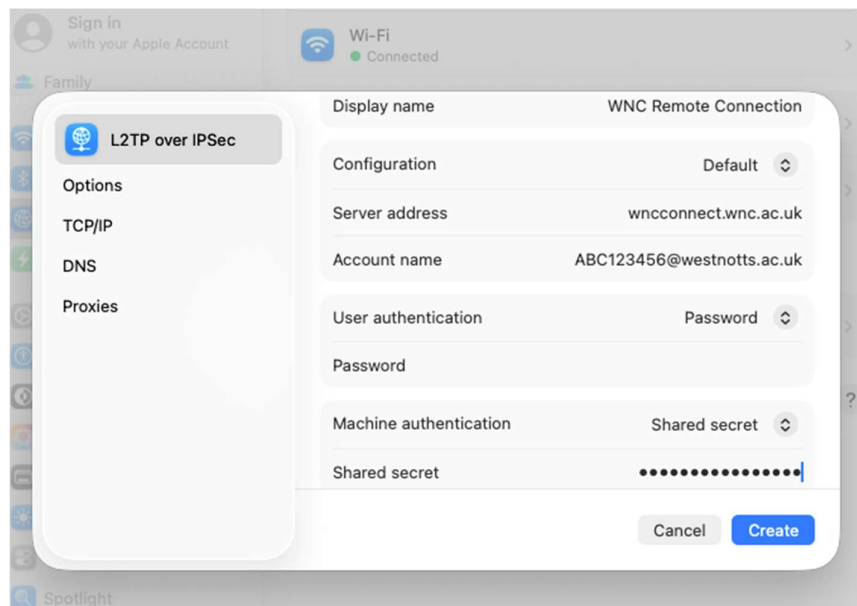 Sign in
with your Apple Account
Family
Wi-Fi
Connected
L2TP over IPSec
Options
TCP/IP
DNS
Proxies
Display name WNC Remote Connection
Configuration Default
Server address wncconnect.wnc.ac.uk
Account name ABC123456@westnotts.ac.uk
User authentication Password
Password
Machine authentication Shared secret
Shared secret ••••••••••••••••
Cancel Create
?
Spotlight